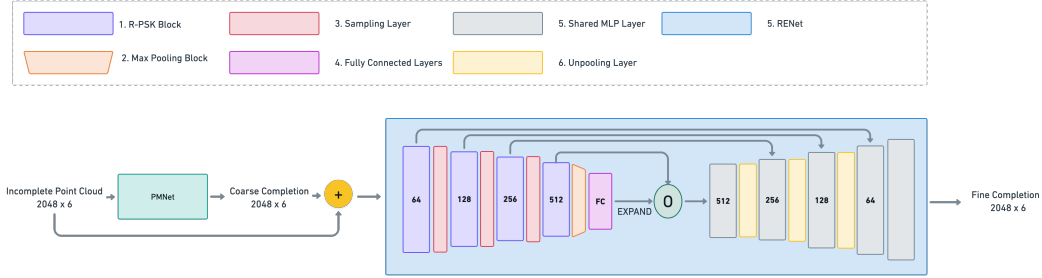 1. R-PSK Block
3. Sampling Layer
5. Shared MLP Layer
5. RENet
2. Max Pooling Block
4. Fully Connected Layers
6. Unpooling Layer
Incomplete Point Cloud
2048 x 6
PMNet
Coarse Completion
2048 x 6
+
64
128
256
512
FC
EXPAND
O
512
256
128
64
Fine Completion
2048 x 6